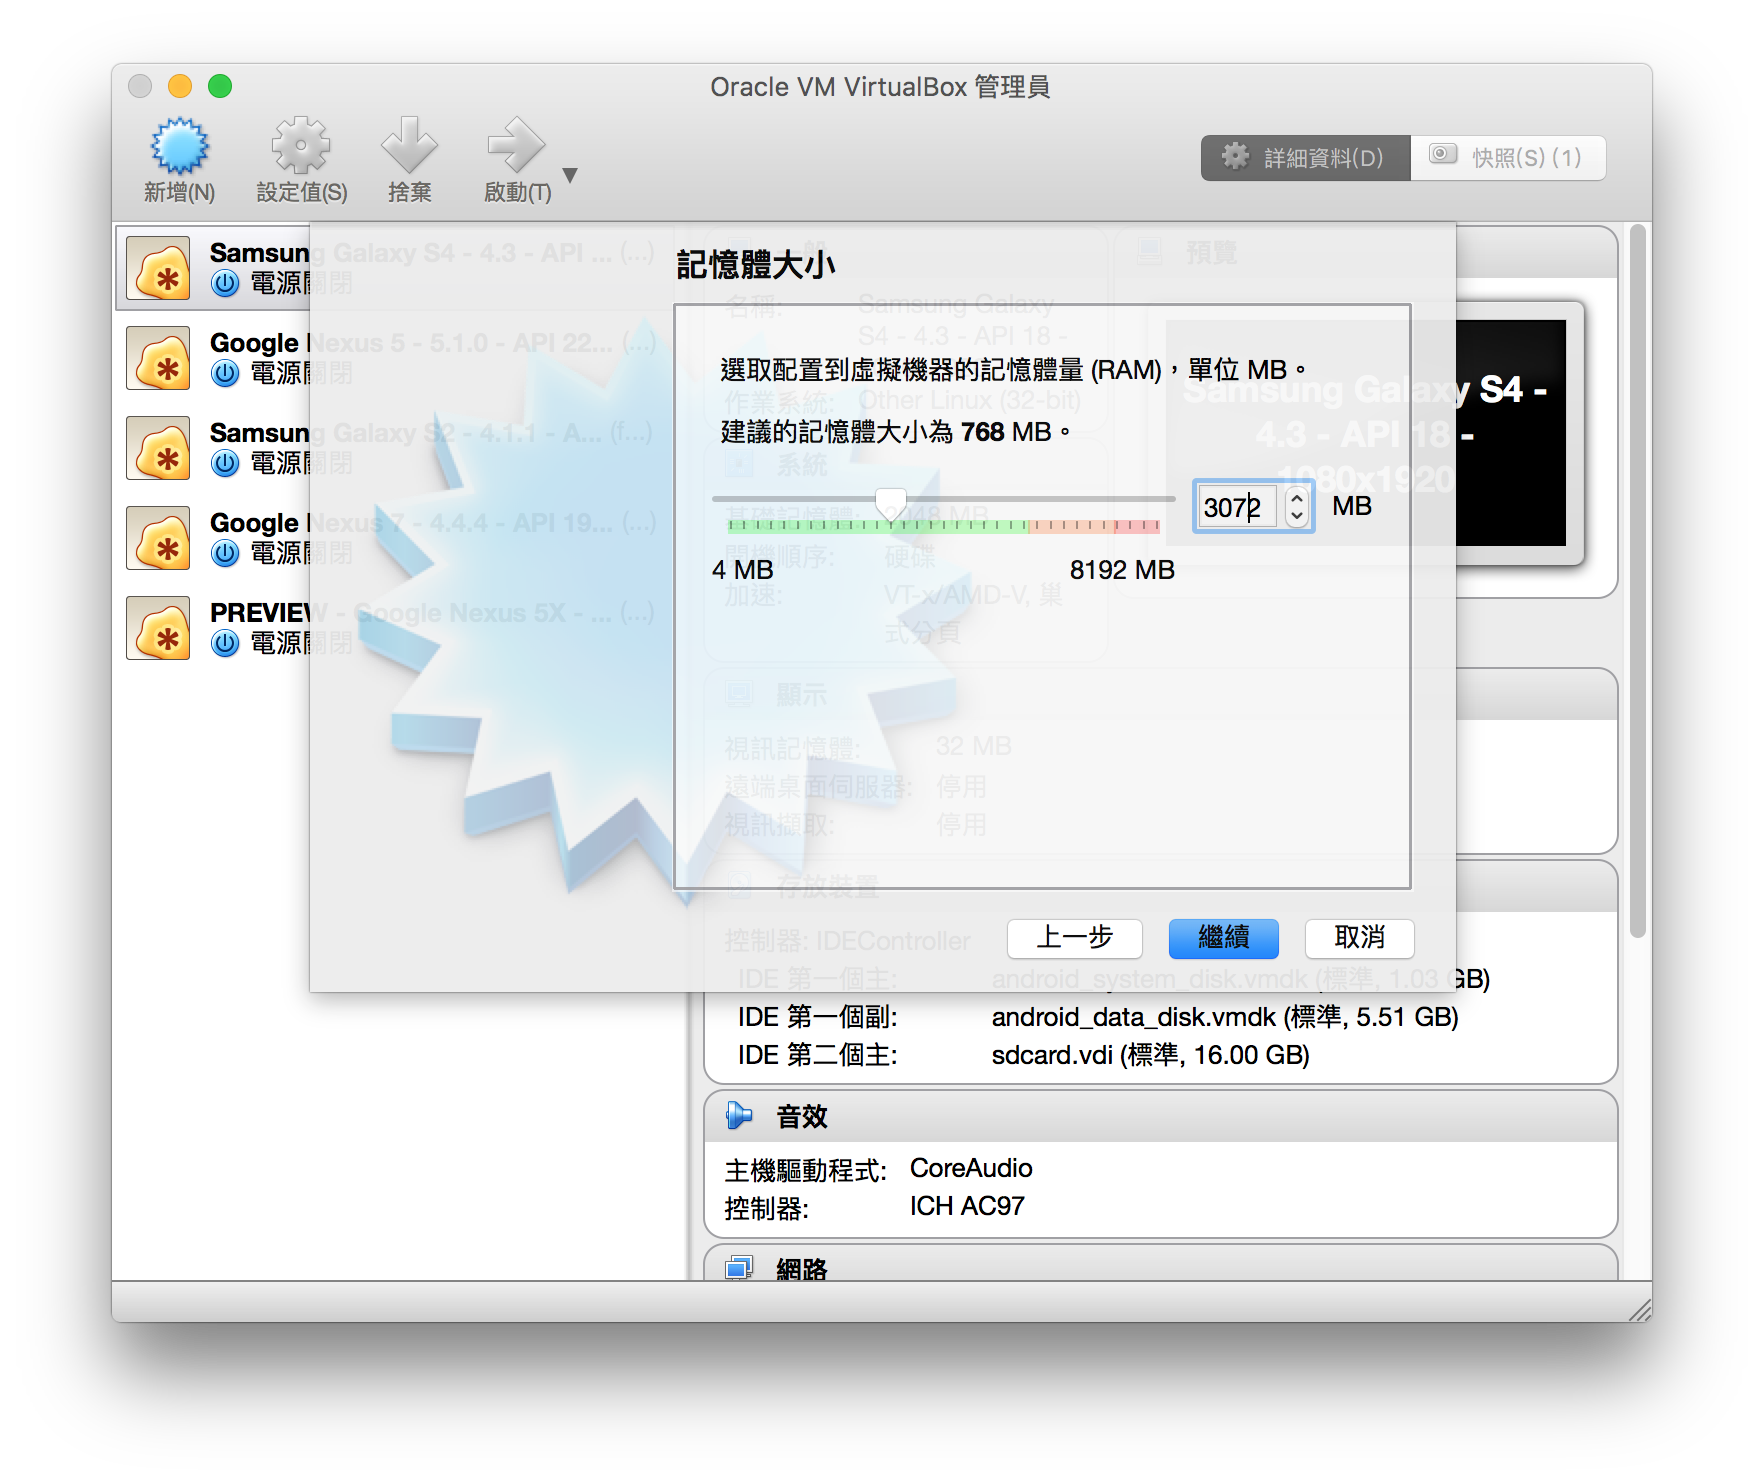 Oracle VM VirtualBox 管理員
新增(N)
設定值(S)
捨棄
啟動(T)
詳細資料(D)
快照(S) (1)
Samsung Galaxy S4 - 4.3 - API ... (...)
電源關閉
Google Nexus 5 - 5.1.0 - API 22... (...)
電源關閉
Samsung Galaxy S2 - 4.1.1 - A... (f...)
電源關閉
Google Nexus 7 - 4.4.4 - API 19... (...)
電源關閉
PREVIEW - Google Nexus 5X - ... (...)
電源關閉
記憶體大小
選取配置到虛擬機器的記憶體量 (RAM)，單位 MB。
建議的記憶體大小為 768 MB。
3072 MB
4 MB
8192 MB
上一步
繼續
取消
一般
名稱: Samsung Galaxy
S4 - 4.3 - API 18 -
作業系統: Other Linux (32-bit)
預覽
Samsung Galaxy S4 -
4.3 - API 18 -
1080x1920
系統
基礎記憶體: 2048 MB
開機順序: 硬碟
加速: VT-x/AMD-V, 巢
式分頁
顯示
視訊記憶體: 32 MB
遠端桌面伺服器: 停用
視訊擷取: 停用
存放裝置
控制器: IDEController
IDE 第一個主: android_system_disk.vmdk (標準, 1.03 GB)
IDE 第一個副: android_data_disk.vmdk (標準, 5.51 GB)
IDE 第二個主: sdcard.vdi (標準, 16.00 GB)
音效
主機驅動程式: CoreAudio
控制器: ICH AC97
網路